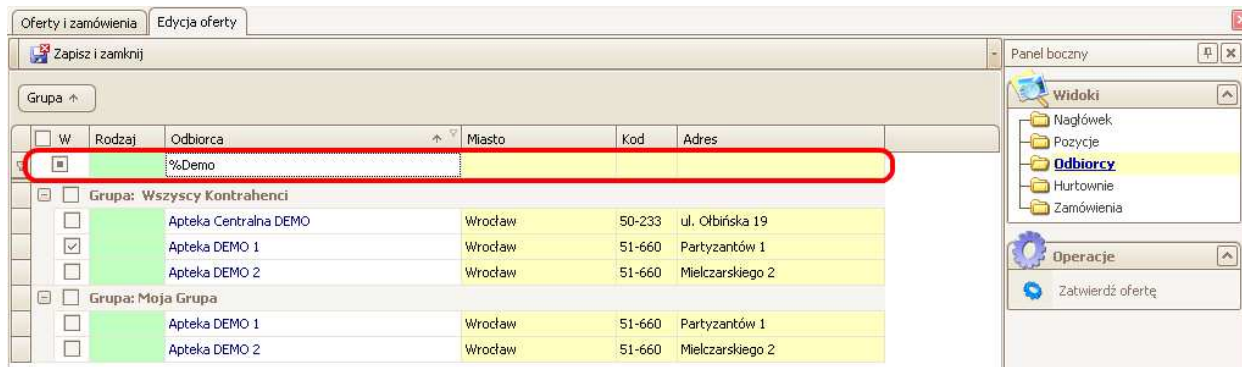 Oferty i zamówienia Edycja oferty
Zapisz i zamknij
Grupa
W Rodzaj Odbiorca Miasto Kod Adres
%Demo
Grupa: Wszyscy Kontrahenci
Apteka Centralna DEMO Wrocław 50-233 ul. Ołbińska 19
Apteka DEMO 1 Wrocław 51-660 Partyzantów 1
Apteka DEMO 2 Wrocław 51-660 Mielczarskiego 2
Grupa: Moja Grupa
Apteka DEMO 1 Wrocław 51-660 Partyzantów 1
Apteka DEMO 2 Wrocław 51-660 Mielczarskiego 2
Panel boczny
Widoki
Nagłówek
Pozycje
Odbiorcy
Hurtownie
Zamówienia
Operacje
Zatwierdź ofertę